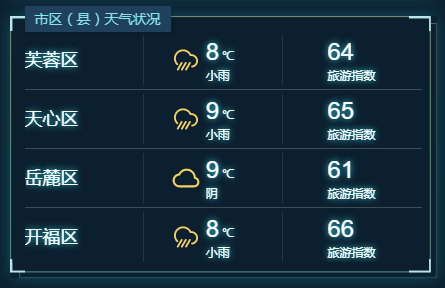 市区（县）天气状况
芙蓉区 8℃ 64
小雨 旅游指数
天心区 9℃ 65
小雨 旅游指数
岳麓区 9℃ 61
阴 旅游指数
开福区 8℃ 66
小雨 旅游指数